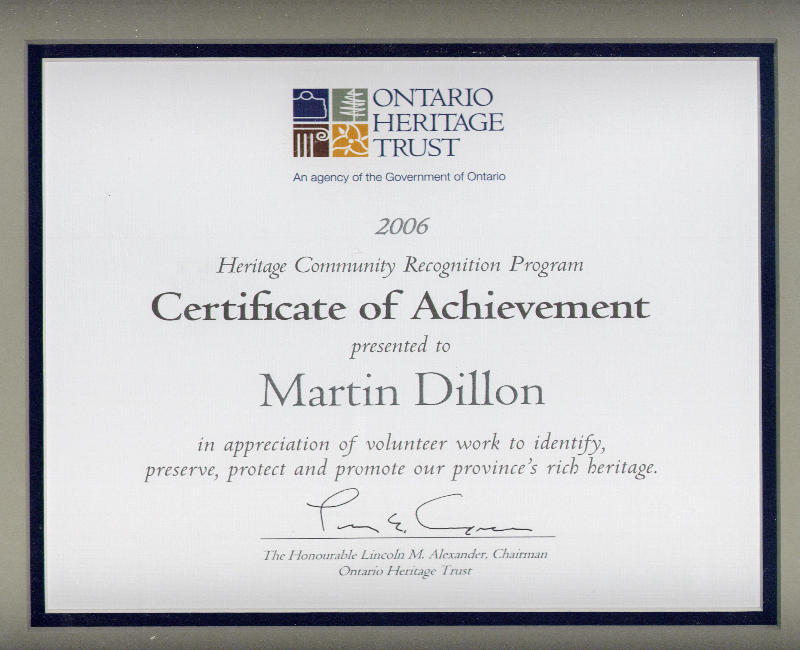 ONTARIO
HERITAGE
TRUST
An agency of the Government of Ontario
2006
Heritage Community Recognition Program
Certificate of Achievement
presented to
Martin Dillon
in appreciation of volunteer work to identify,
preserve, protect and promote our province's rich heritage.
The Honourable Lincoln M. Alexander, Chairman
Ontario Heritage Trust